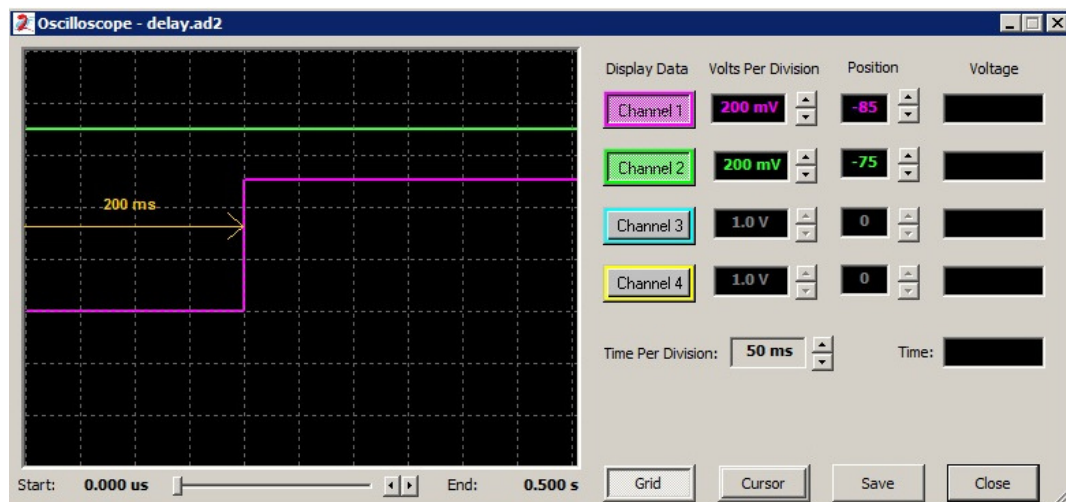 Oscilloscope - delay.ad2
Display Data Volts Per Division Position Voltage
Channel 1 200 mV -85
Channel 2 200 mV -75
200 ms
Channel 3 1.0 V 0
Channel 4 1.0 V 0
Time Per Division: 50 ms Time:
Start: 0.000 us End: 0.500 s Grid Cursor Save Close